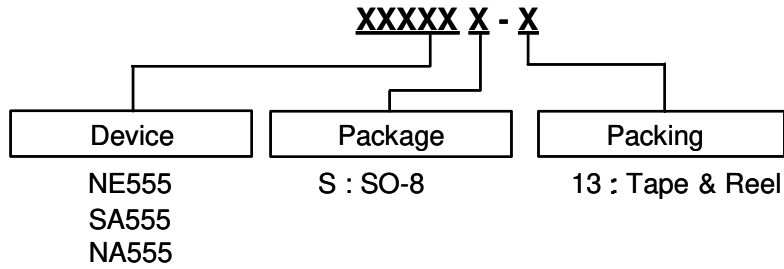 XXXXX X - X
Device Package Packing
NE555 S : SO-8 13 : Tape & Reel
SA555
NA555